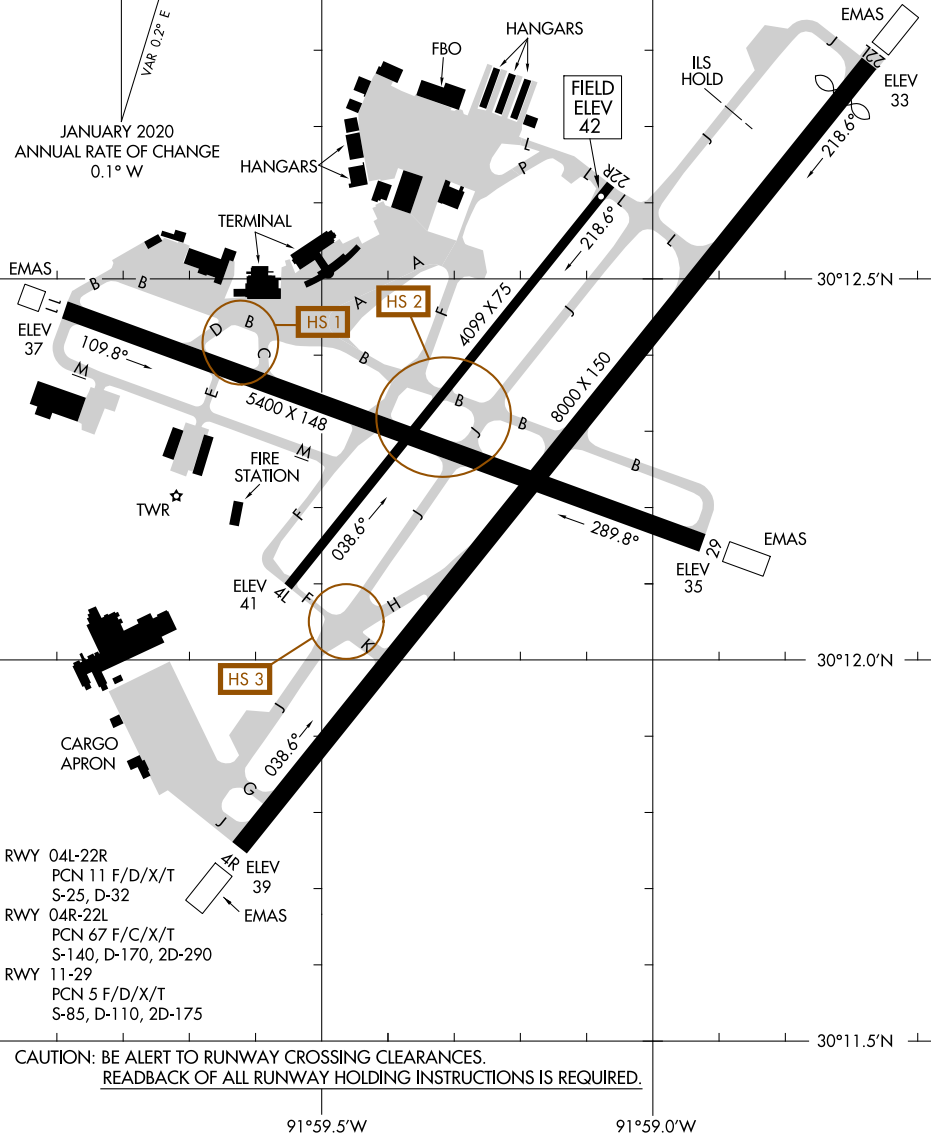 EMAS
J
22L
VAR 0.2° E
HANGARS
FBO
ILS
HOLD
ELEV
33
FIELD
ELEV
42
JANUARY 2020
ANNUAL RATE OF CHANGE
0.1° W
218.6°
J
L
P
HANGARS
L
22R
L
TERMINAL
218.6°
L
EMAS
B
B
A
A
30°12.5'N
11
HS 1
HS 2
F
J
D
B
C
4099 X 75
ELEV
37
109.8°
B
8000 X 150
M
E
5400 X 148
B
B
J
M
B
FIRE
STATION
TWR
F
038.6°
J
289.8°
29
EMAS
ELEV
35
ELEV
41
4L
F
H
K
30°12.0'N
HS 3
J
038.6°
CARGO
APRON
G
J
4R
ELEV
39
EMAS
RWY 04L-22R
PCN 11 F/D/X/T
S-25, D-32
RWY 04R-22L
PCN 67 F/C/X/T
S-140, D-170, 2D-290
RWY 11-29
PCN 5 F/D/X/T
S-85, D-110, 2D-175
30°11.5'N
CAUTION: BE ALERT TO RUNWAY CROSSING CLEARANCES.
READBACK OF ALL RUNWAY HOLDING INSTRUCTIONS IS REQUIRED.
91°59.5'W
91°59.0'W